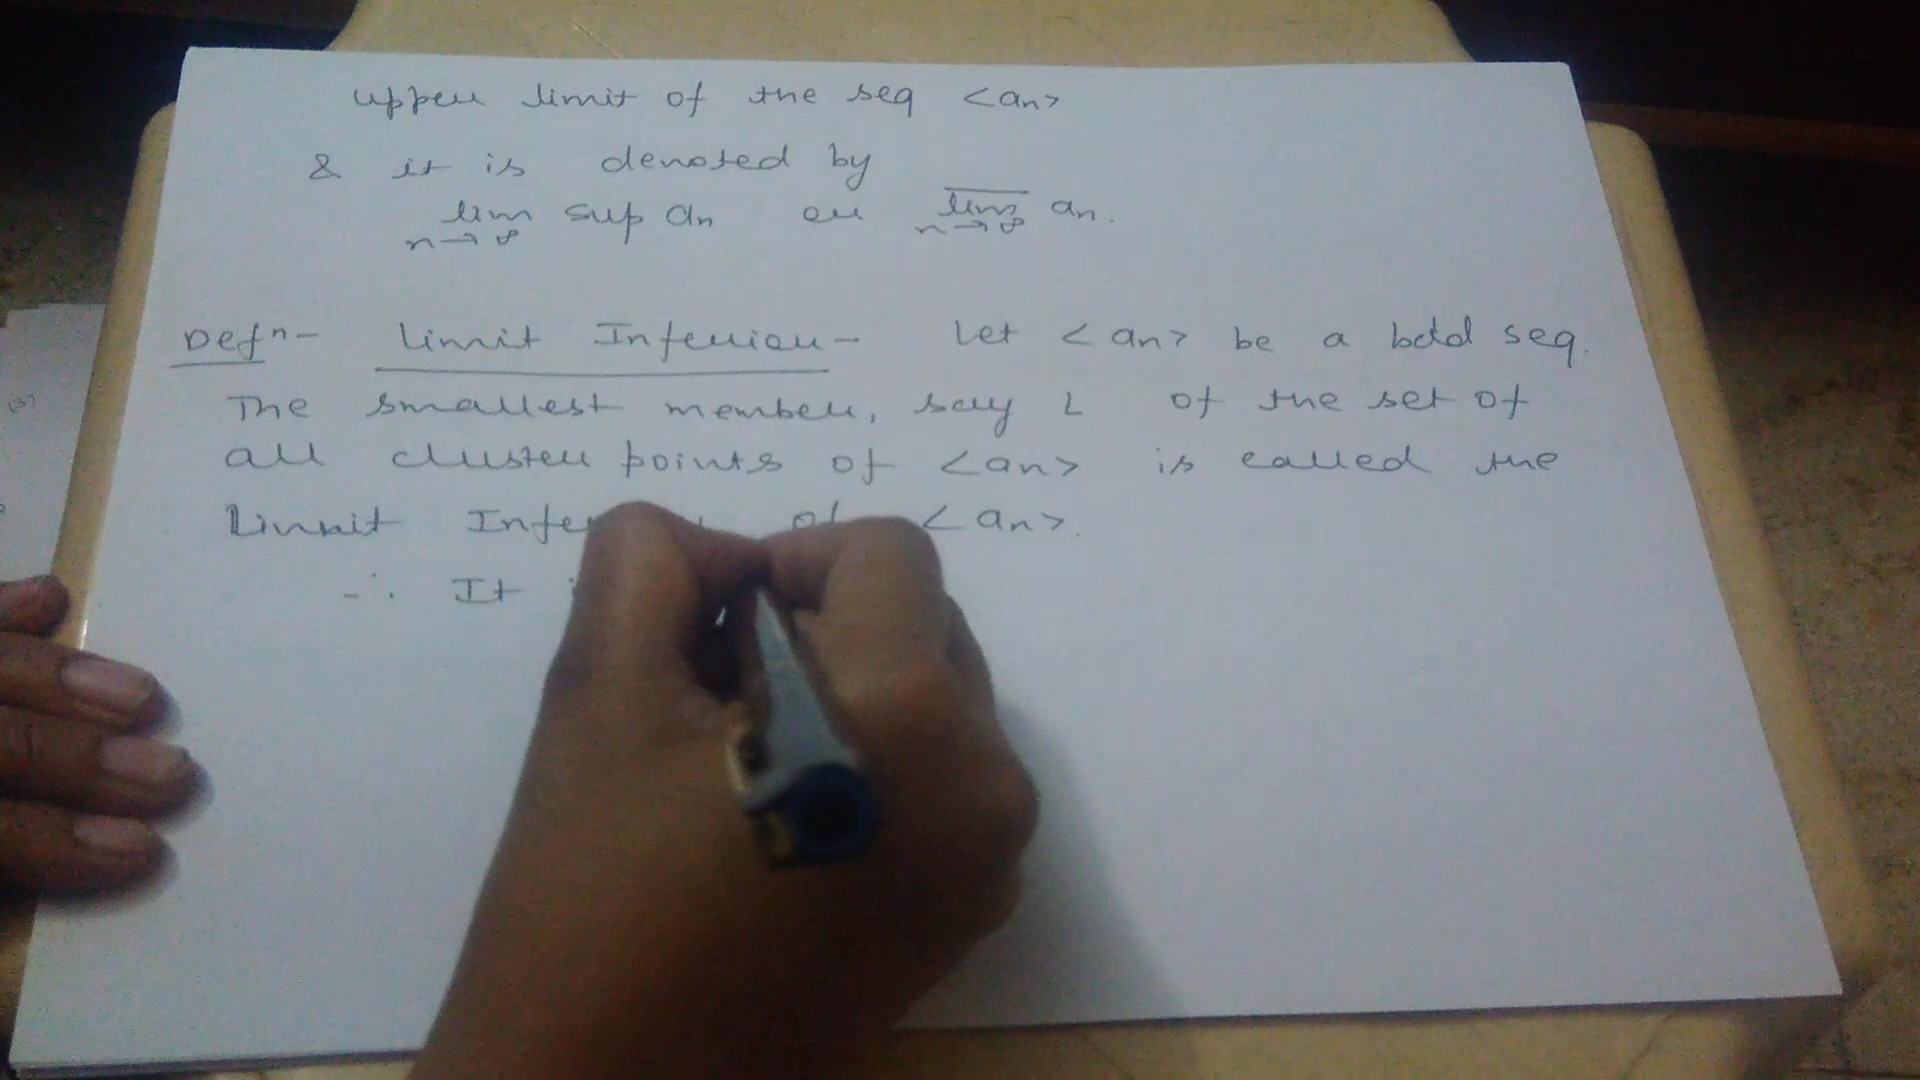 upper limit of the seq <an>
& it is denoted by
lim n→∞ sup an or lim n→∞ an.
Defn- Limit Inferior- Let <an> be a bdd seq.
The smallest member, say L of the set of
all cluster points of <an> is called the
Limit of <an>.
∴ It